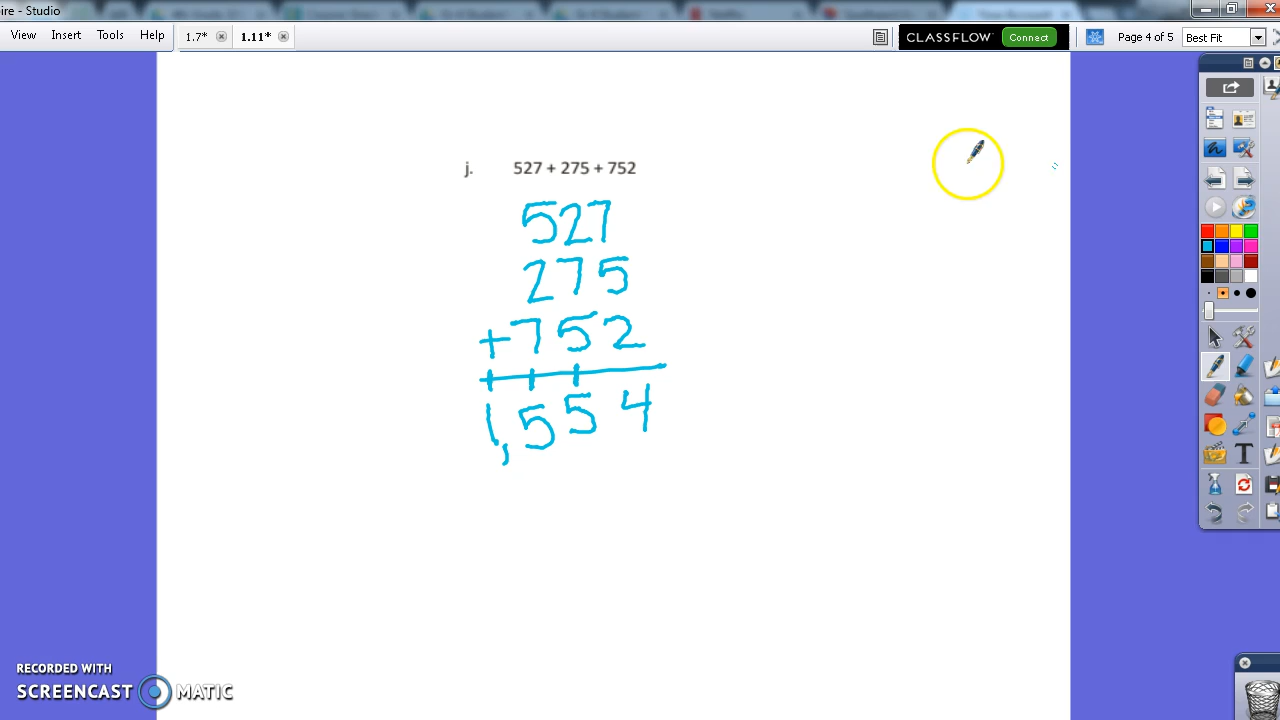 ire - Studio
View Insert Tools Help 1.7* 1.11* CLASSFLOW Connect Page 4 of 5 Best Fit
j. 527 + 275 + 752
527
275
+752
1,554
T
RECORDED WITH
SCREENCAST MATIC